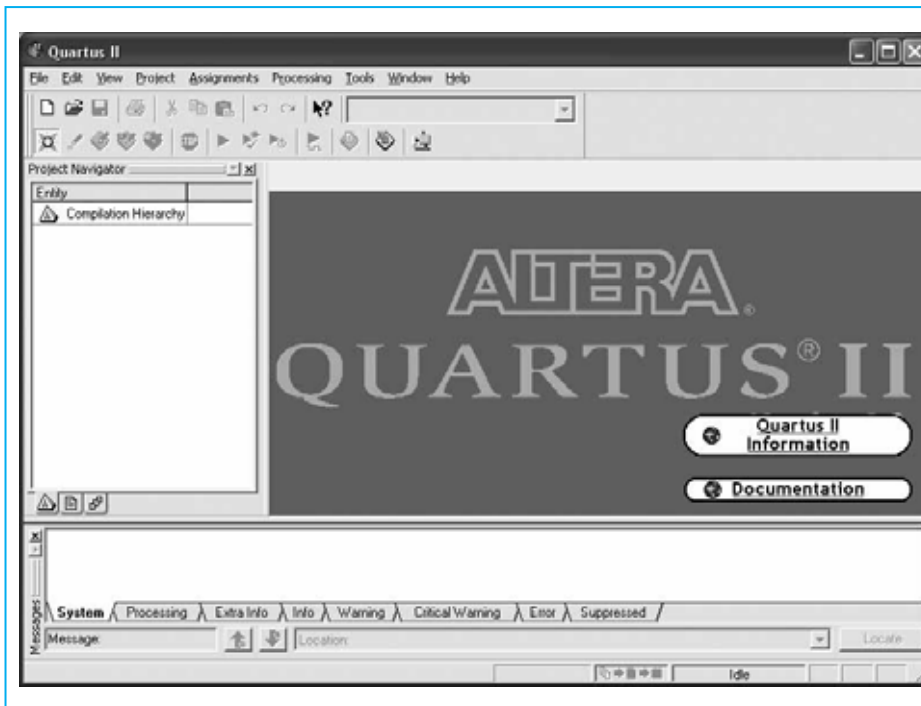 Quartus II
File Edit View Project Assignments Processing Tools Window Help
Project Navigator
Entity
Compilation Hierarchy
ALTERA®
QUARTUS® II
Quartus II
Information
Documentation
Messages
System Processing Extra Info Info Warning Critical Warning Error Suppressed
Message: Location: Locate
Idle